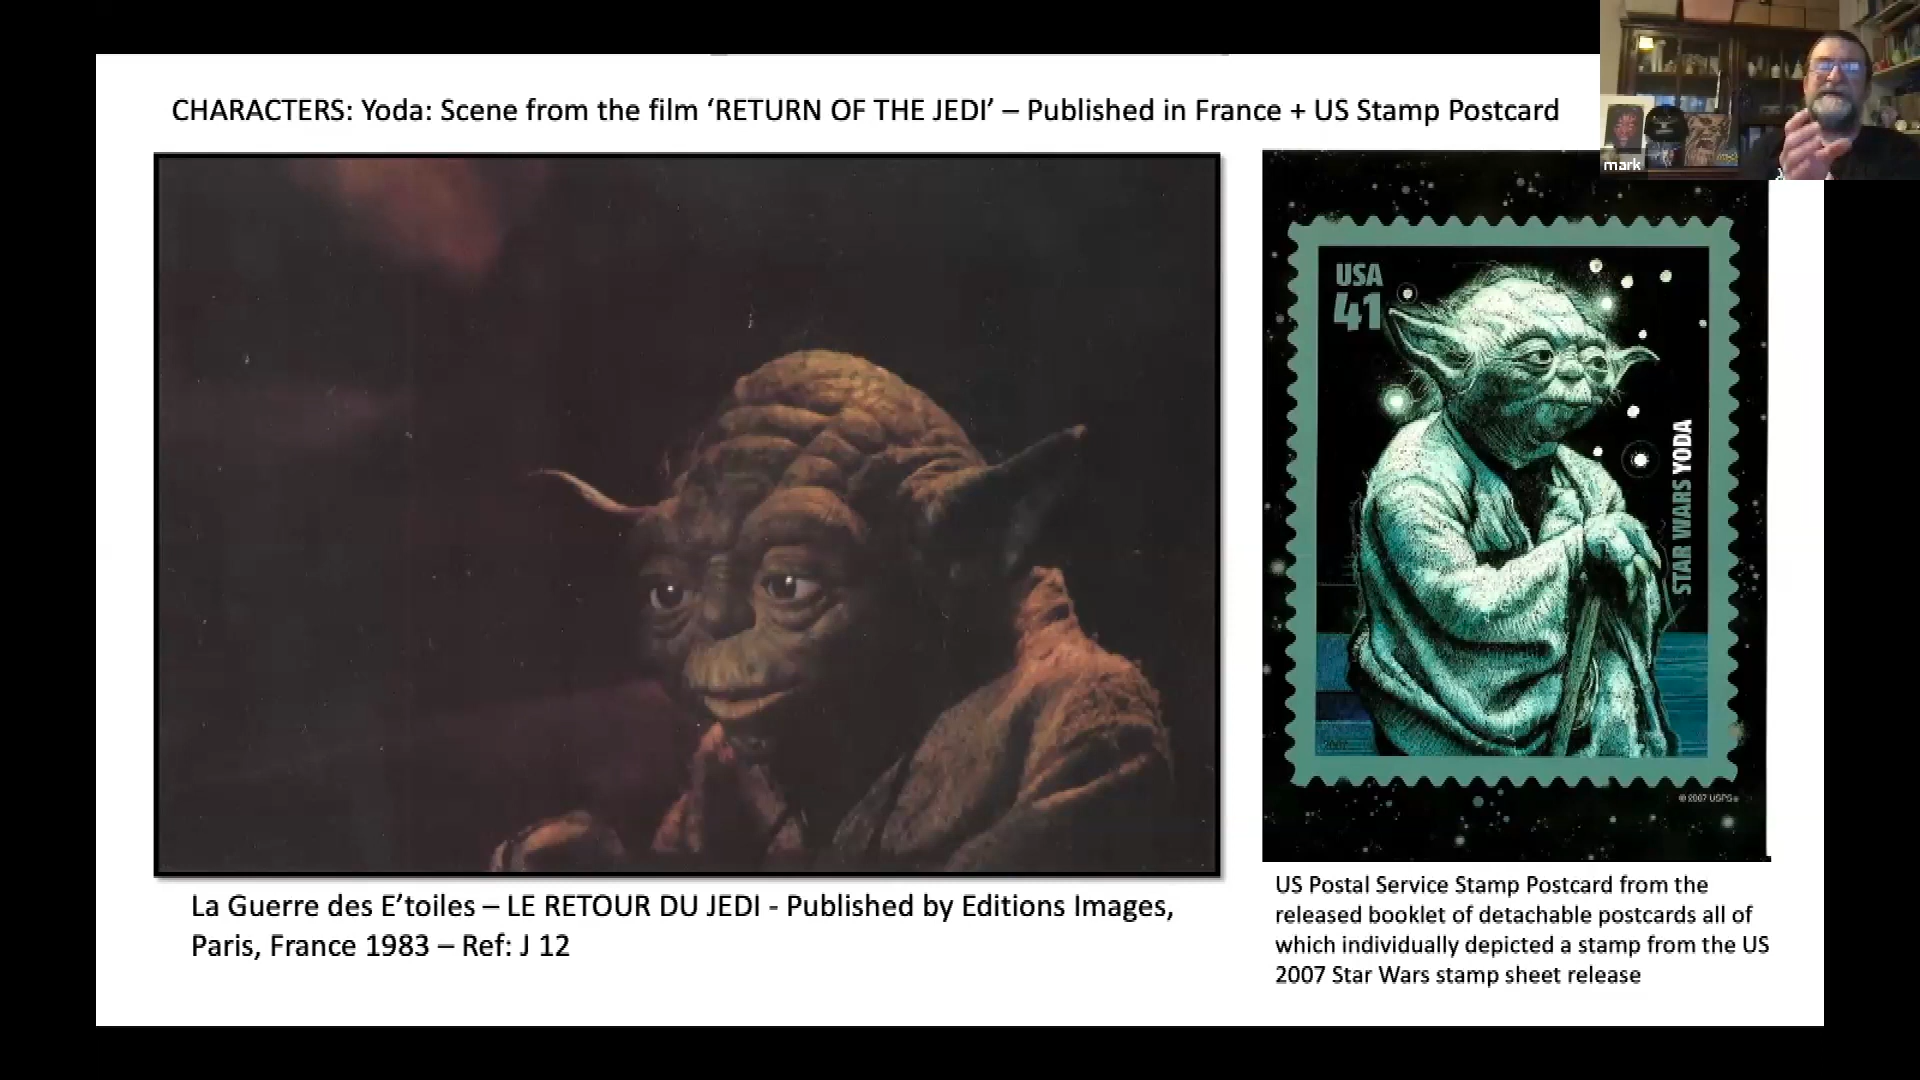 CHARACTERS: Yoda: Scene from the film ‘RETURN OF THE JEDI’ – Published in France + US Stamp Postcard
mark
USA
41
STAR WARS YODA
© 2007 USPS
La Guerre des E’toiles – LE RETOUR DU JEDI - Published by Editions Images,
Paris, France 1983 – Ref: J 12
US Postal Service Stamp Postcard from the
released booklet of detachable postcards all of
which individually depicted a stamp from the US
2007 Star Wars stamp sheet release